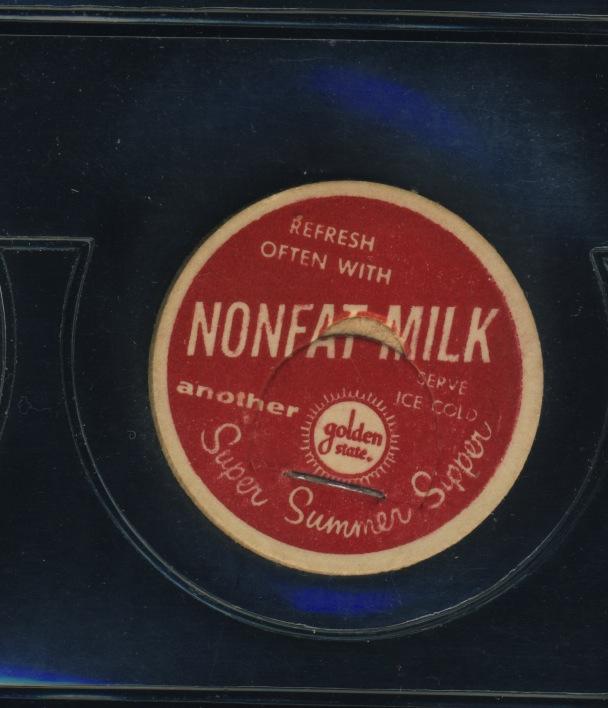 REFRESH
OFTEN WITH
NONFAT MILK
SERVE
ICE COLD
another
golden
state.
Super Summer Sipper